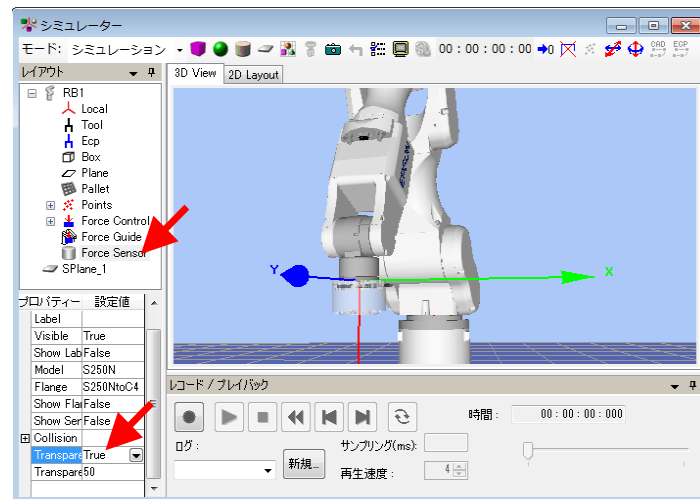 シミュレーター
モード: シミュレーション
00:00:00:00
CAD
ECP
レイアウト
3D View
2D Layout
RB1
Local
Tool
Ecp
Box
Plane
Pallet
Points
Force Control
Force Guide
Force Sensor
SPlane_1
Y
X
プロパティー 設定値
Label
Visible True
Show Lab False
Model S250N
Flange S250NtoC4
Show Fla False
Show Ser False
Collision
Transpare True
Transpare 50
レコード / プレイバック
時間: 00:00:00:000
ログ:
新規...
サンプリング(ms):
再生速度: 4